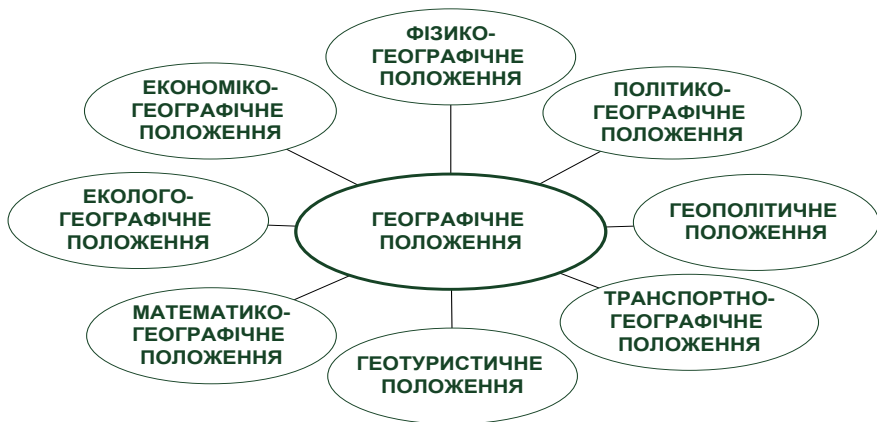 ФІЗИКО-
ГЕОГРАФІЧНЕ
ПОЛОЖЕННЯ
ЕКОНОМІКО-
ГЕОГРАФІЧНЕ
ПОЛОЖЕННЯ
ПОЛІТИКО-
ГЕОГРАФІЧНЕ
ПОЛОЖЕННЯ
ЕКОЛОГО-
ГЕОГРАФІЧНЕ
ПОЛОЖЕННЯ
ГЕОГРАФІЧНЕ
ПОЛОЖЕННЯ
ГЕОПОЛІТИЧНЕ
ПОЛОЖЕННЯ
МАТЕМАТИКО-
ГЕОГРАФІЧНЕ
ПОЛОЖЕННЯ
ГЕОТУРИСТИЧНЕ
ПОЛОЖЕННЯ
ТРАНСПОРТНО-
ГЕОГРАФІЧНЕ
ПОЛОЖЕННЯ